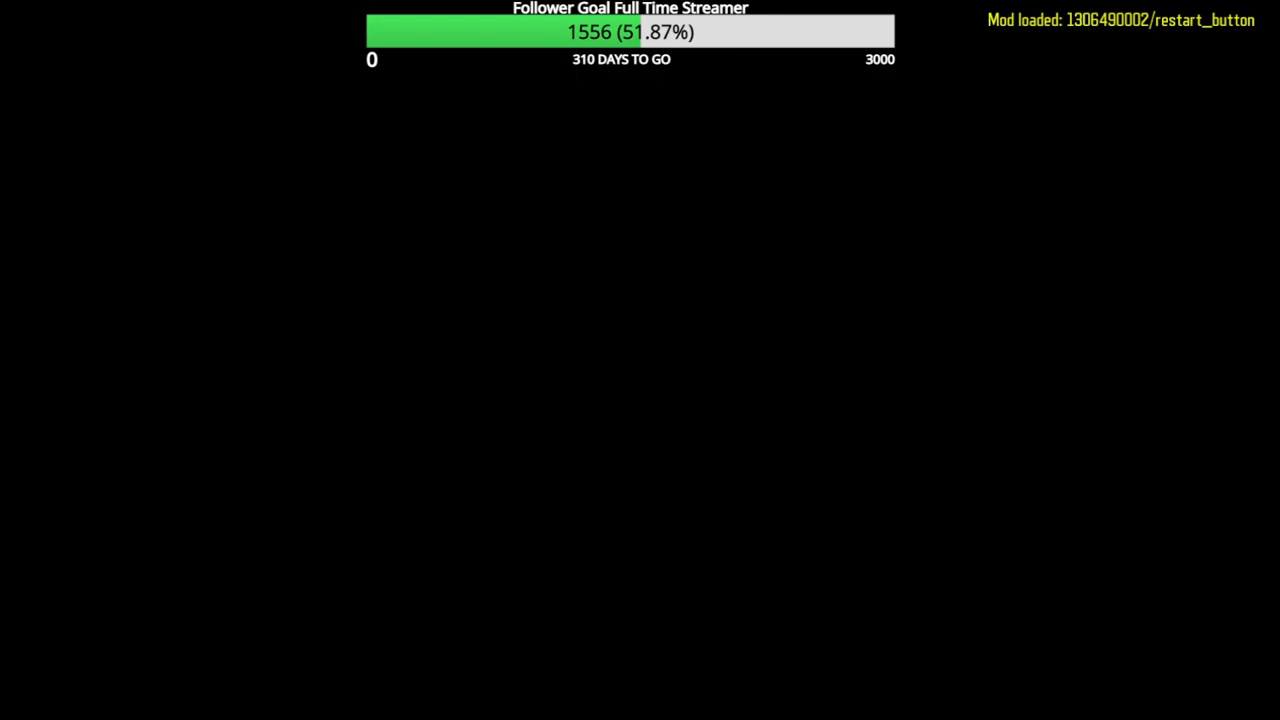 Follower Goal Full Time Streamer
1556 (51.87%)
0
310 DAYS TO GO
3000
Mod loaded: 1306490002/restart_button